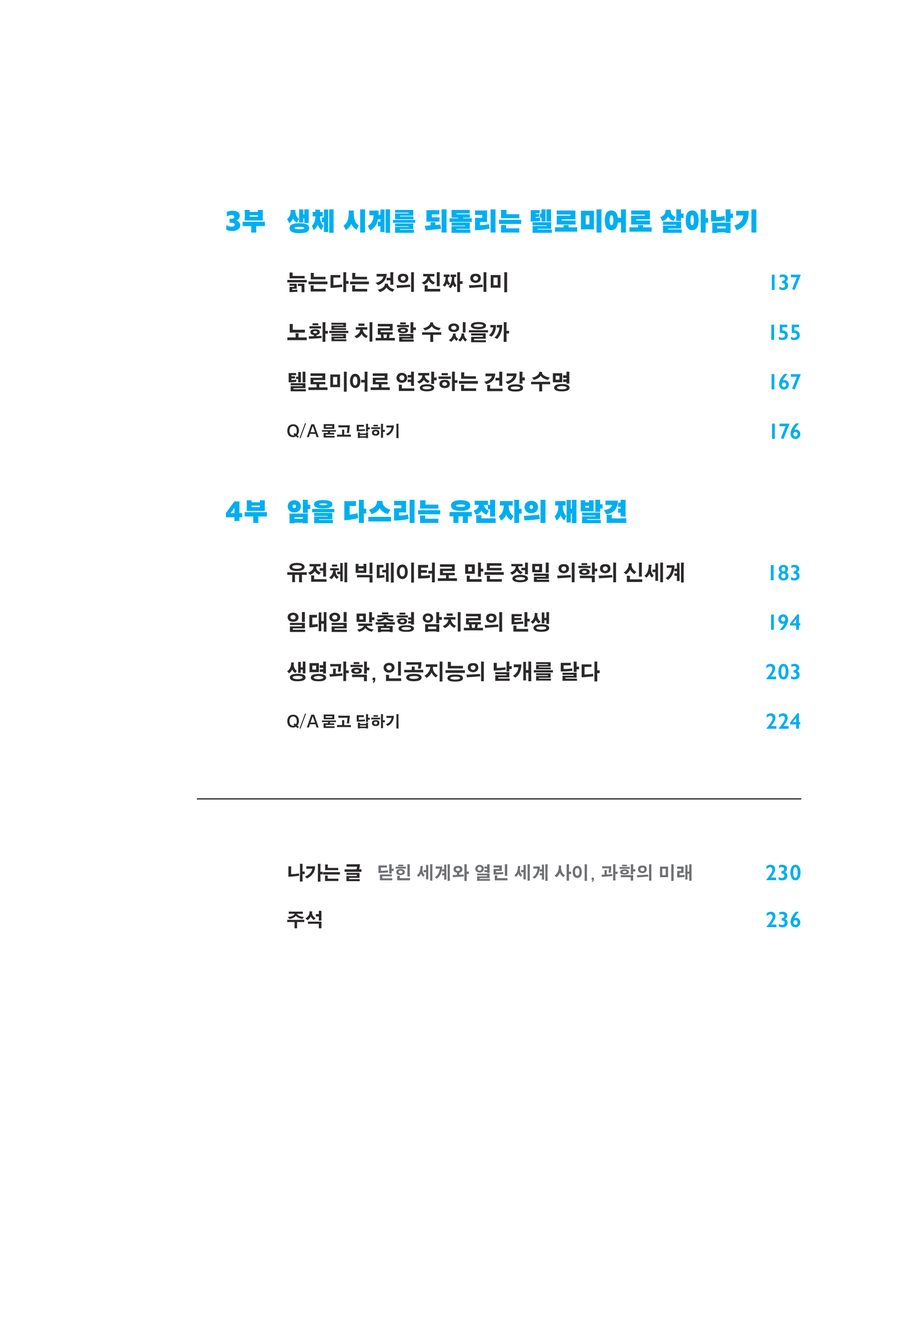 3부 생체 시계를 되돌리는 텔로미어로 살아남기
늙는다는 것의 진짜 의미 137
노화를 치료할 수 있을까 155
텔로미어로 연장하는 건강 수명 167
Q/A 묻고 답하기 176
4부 암을 다스리는 유전자의 재발견
유전체 빅데이터로 만든 정밀 의학의 신세계 183
일대일 맞춤형 암치료의 탄생 194
생명과학, 인공지능의 날개를 달다 203
Q/A 묻고 답하기 224
나가는 글 닫힌 세계와 열린 세계 사이, 과학의 미래 230
주석 236